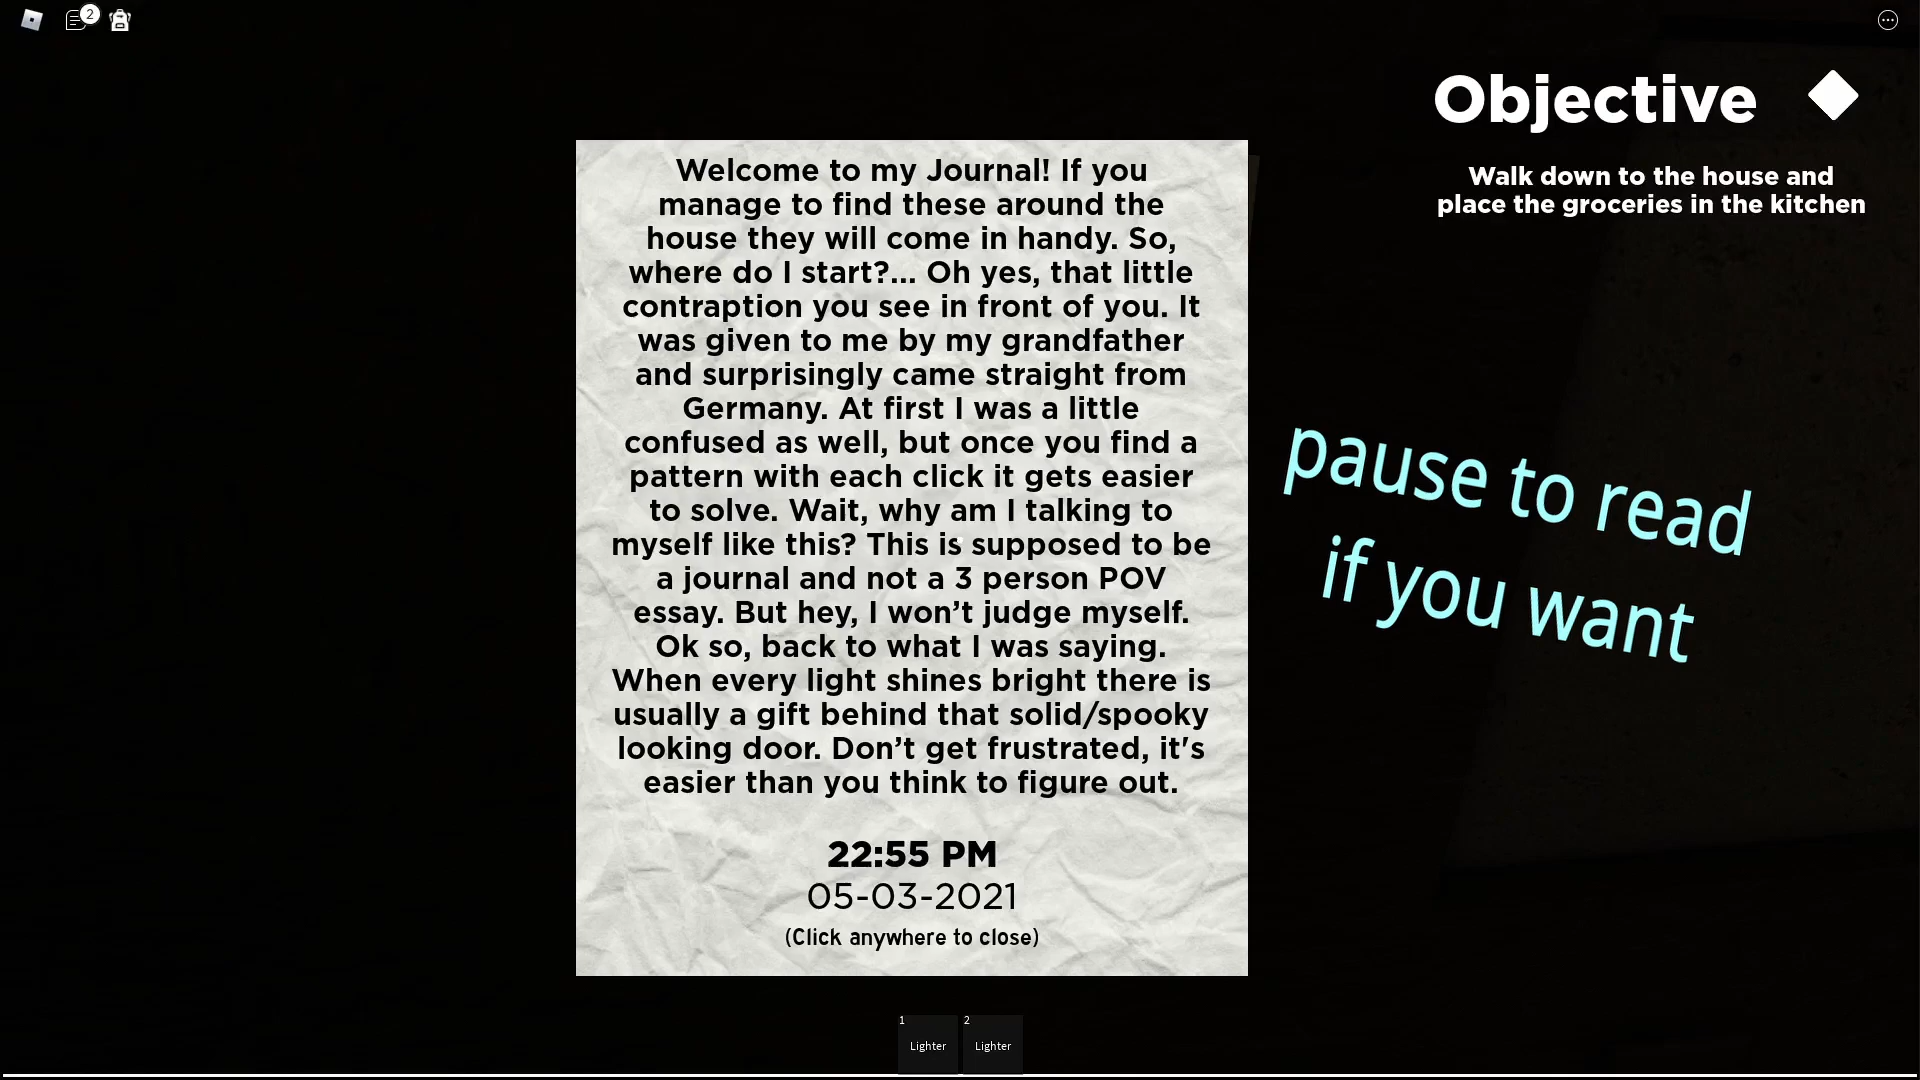 2
Objective
Walk down to the house and
place the groceries in the kitchen
Welcome to my Journal! If you
manage to find these around the
house they will come in handy. So,
where do I start?... Oh yes, that little
contraption you see in front of you. It
was given to me by my grandfather
and surprisingly came straight from
Germany. At first I was a little
confused as well, but once you find a
pattern with each click it gets easier
to solve. Wait, why am I talking to
myself like this? This is supposed to be
a journal and not a 3 person POV
essay. But hey, I won’t judge myself.
Ok so, back to what I was saying.
When every light shines bright there is
usually a gift behind that solid/spooky
looking door. Don’t get frustrated, it's
easier than you think to figure out.
22:55 PM
05-03-2021
(Click anywhere to close)
pause to read
if you want
1
Lighter
2
Lighter